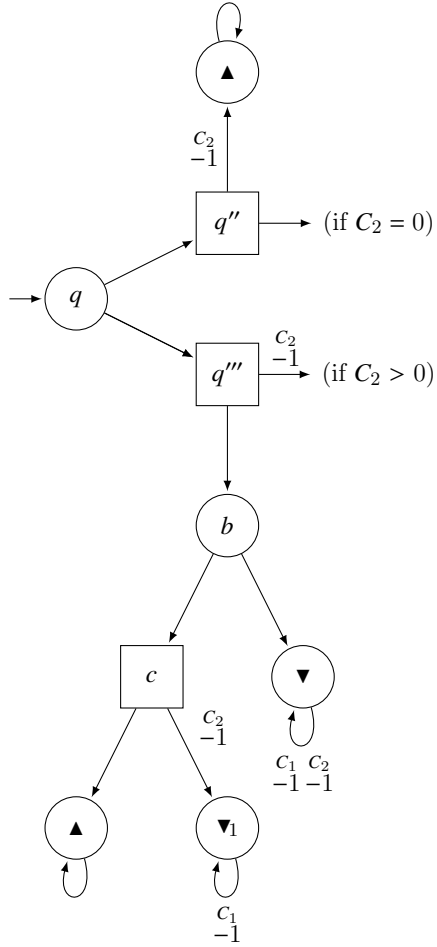 ▲
C₂
−1
q″ (if C₂ = 0)
q
C₂
−1
q‴ (if C₂ > 0)
b
c ▼
C₂
−1
C₁ C₂
−1 −1
▲ ▼₁
C₁
−1